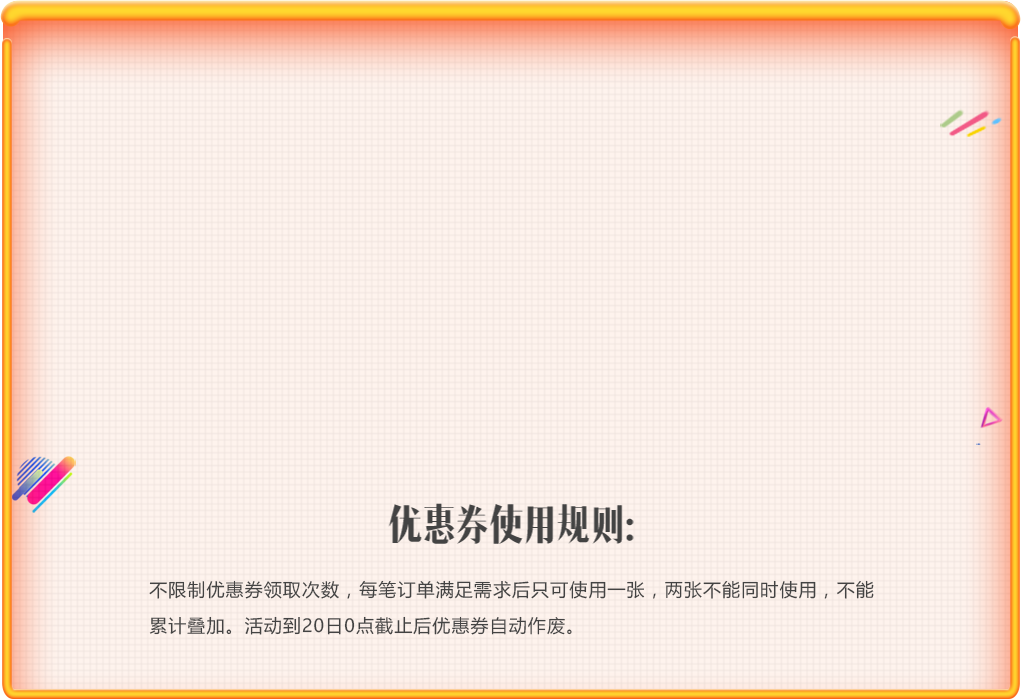 优惠券使用规则:
不限制优惠券领取次数，每笔订单满足需求后只可使用一张，两张不能同时使用，不能
累计叠加。活动到20日0点截止后优惠券自动作废。